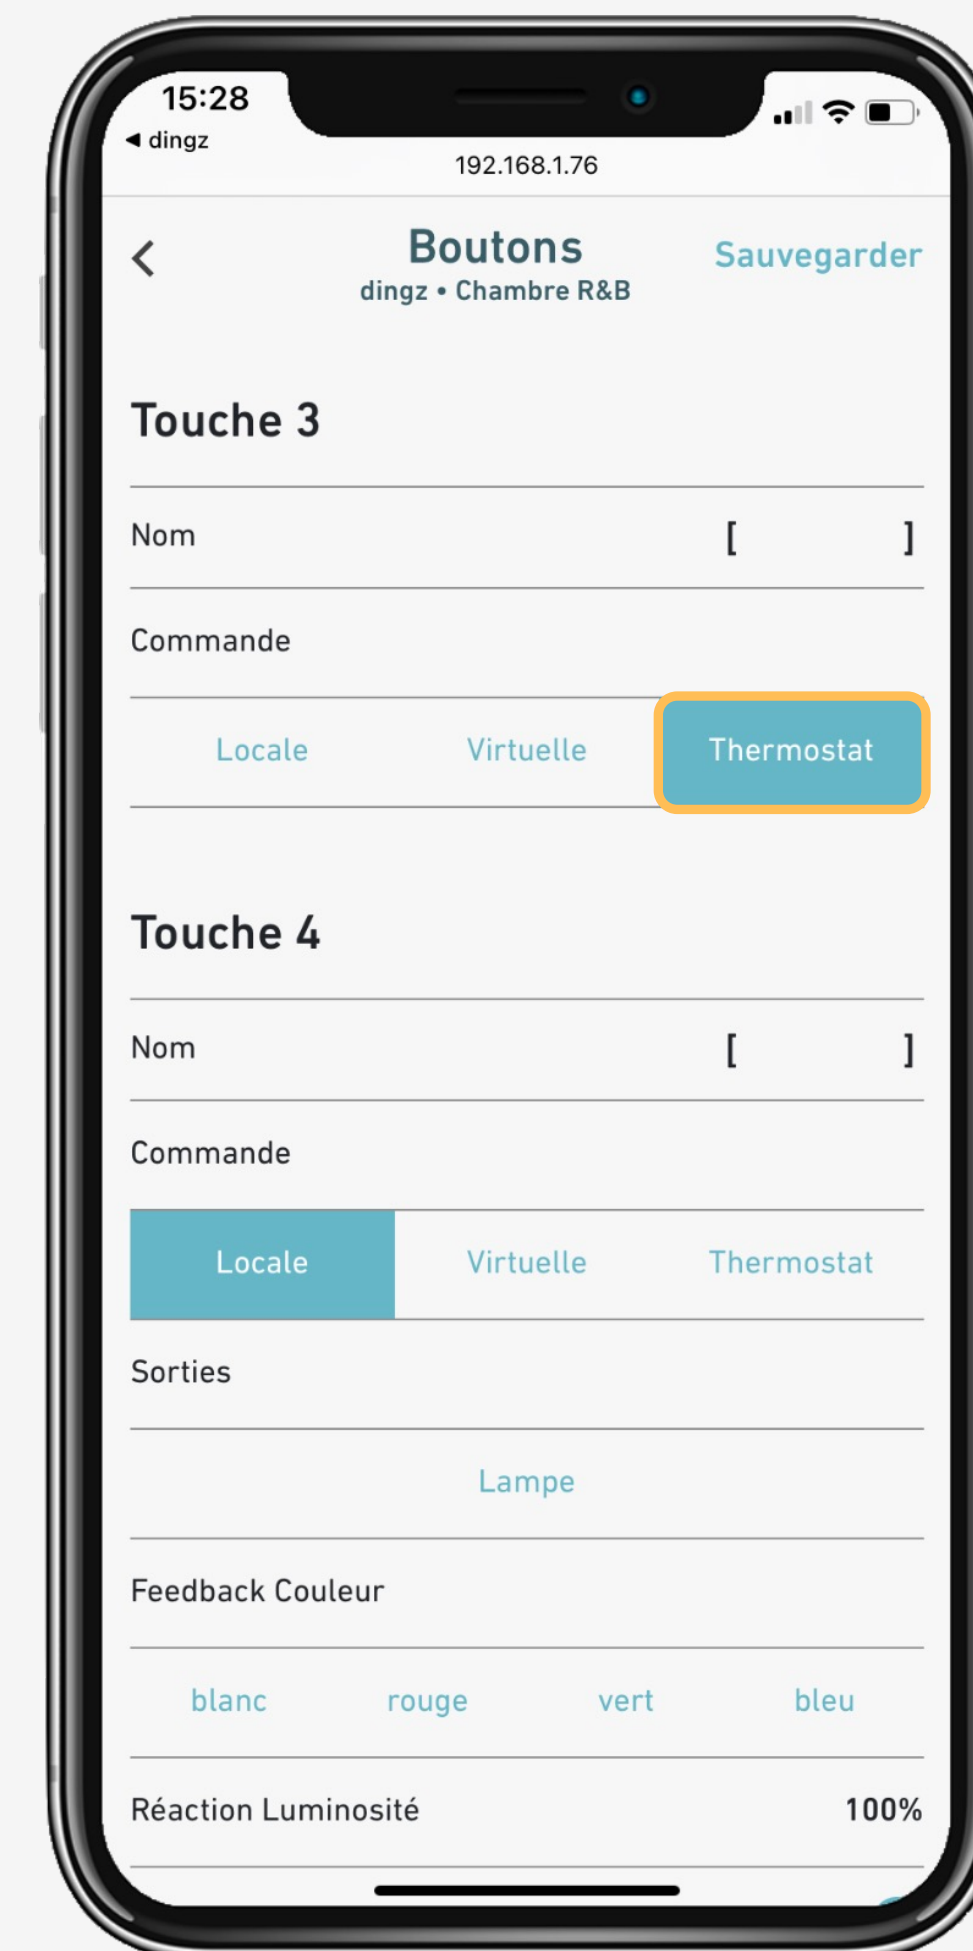 15:28
◀ dingz
192.168.1.76
< Boutons Sauvegarder
dingz • Chambre R&B
Touche 3
Nom [ ]
Commande
Locale Virtuelle Thermostat
Touche 4
Nom [ ]
Commande
Locale Virtuelle Thermostat
Sorties
Lampe
Feedback Couleur
blanc rouge vert bleu
Réaction Luminosité 100%